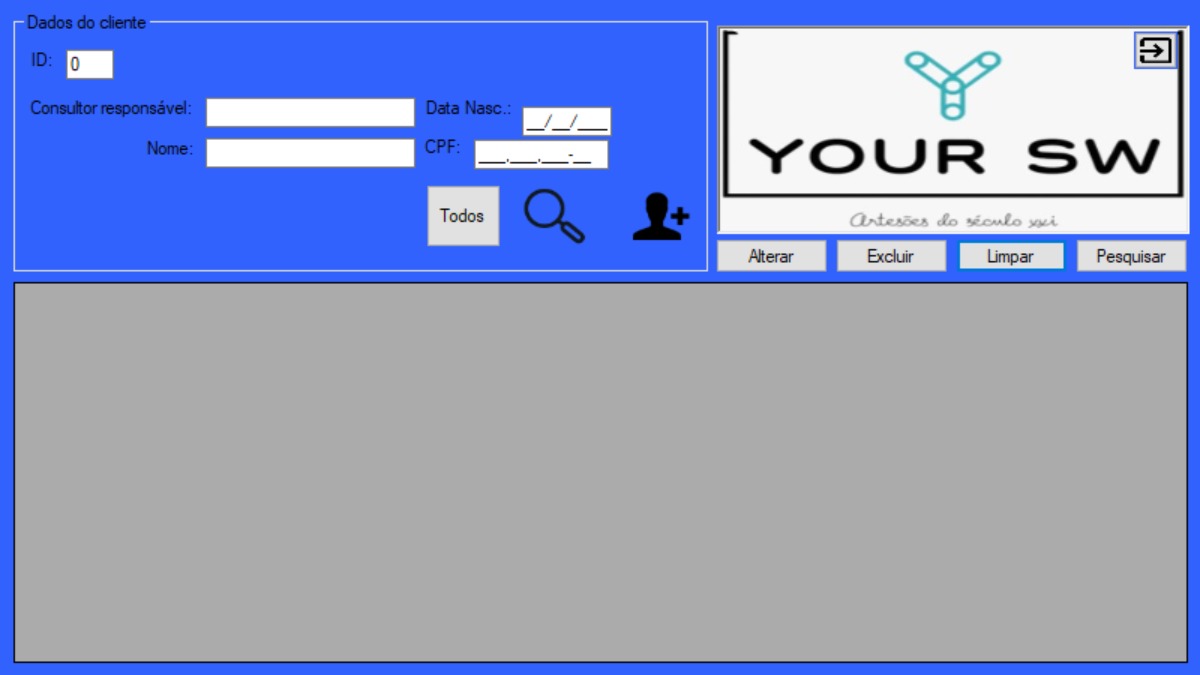 Dados do cliente
ID: 0
Consultor responsável:
Data Nasc.: __/__/____
Nome:
CPF: ___.___.___-__
Todos
YOUR SW
Artesões do século xxi
Alterar Excluir Limpar Pesquisar